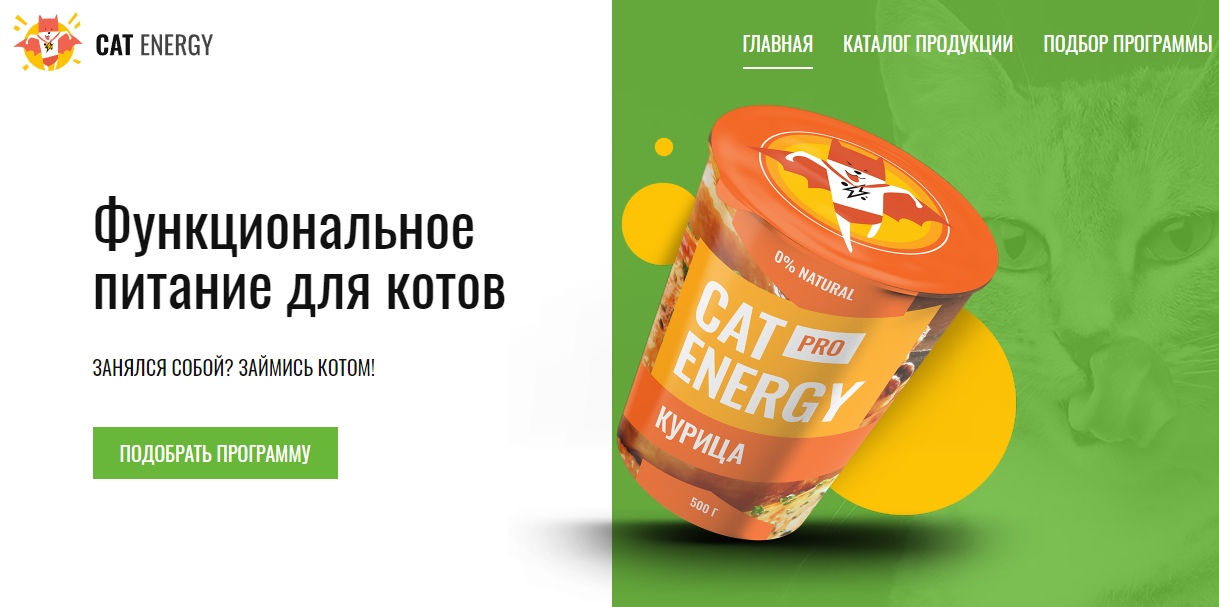 CAT ENERGY
ГЛАВНАЯ КАТАЛОГ ПРОДУКЦИИ ПОДБОР ПРОГРАММЫ
Функциональное
питание для котов
ЗАНЯЛСЯ СОБОЙ? ЗАЙМИСЬ КОТОМ!
ПОДОБРАТЬ ПРОГРАММУ
0% NATURAL
CAT PRO
ENERGY
КУРИЦА
500 Г